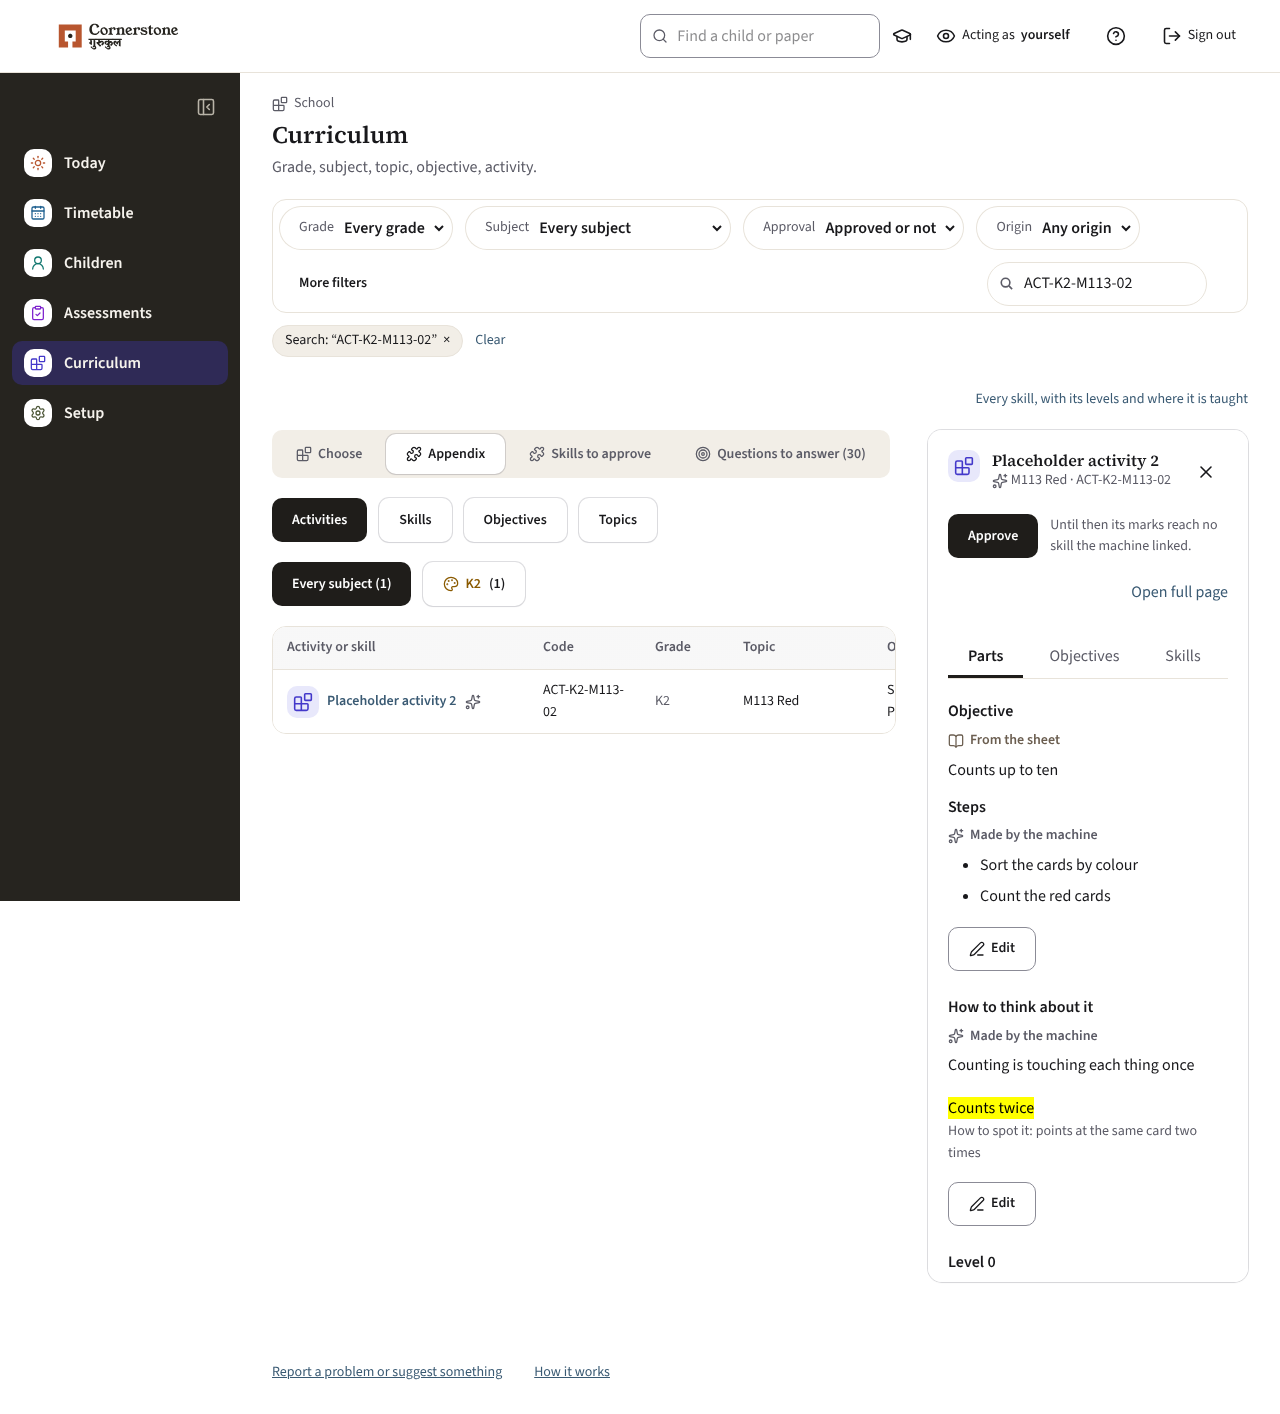 Cornerstone
गुरुकुल
Find a child or paper
Acting as yourself
Sign out
Today
Timetable
Children
Assessments
Curriculum
Setup
School
Curriculum
Grade, subject, topic, objective, activity.
Grade Every grade
Subject Every subject
Approval Approved or not
Origin Any origin
More filters
ACT-K2-M113-02
Search: “ACT-K2-M113-02” ×
Clear
Every skill, with its levels and where it is taught
Choose
Appendix
Skills to approve
Questions to answer (30)
Activities
Skills
Objectives
Topics
Every subject (1)
K2 (1)
Activity or skill
Code
Grade
Topic
Placeholder activity 2
ACT-K2-M113-
02
K2
M113 Red
Placeholder activity 2
M113 Red · ACT-K2-M113-02
Approve
Until then its marks reach no
skill the machine linked.
Open full page
Parts
Objectives
Skills
Objective
From the sheet
Counts up to ten
Steps
Made by the machine
• Sort the cards by colour
• Count the red cards
Edit
How to think about it
Made by the machine
Counting is touching each thing once
Counts twice
How to spot it: points at the same card two
times
Edit
Level 0
Report a problem or suggest something
How it works